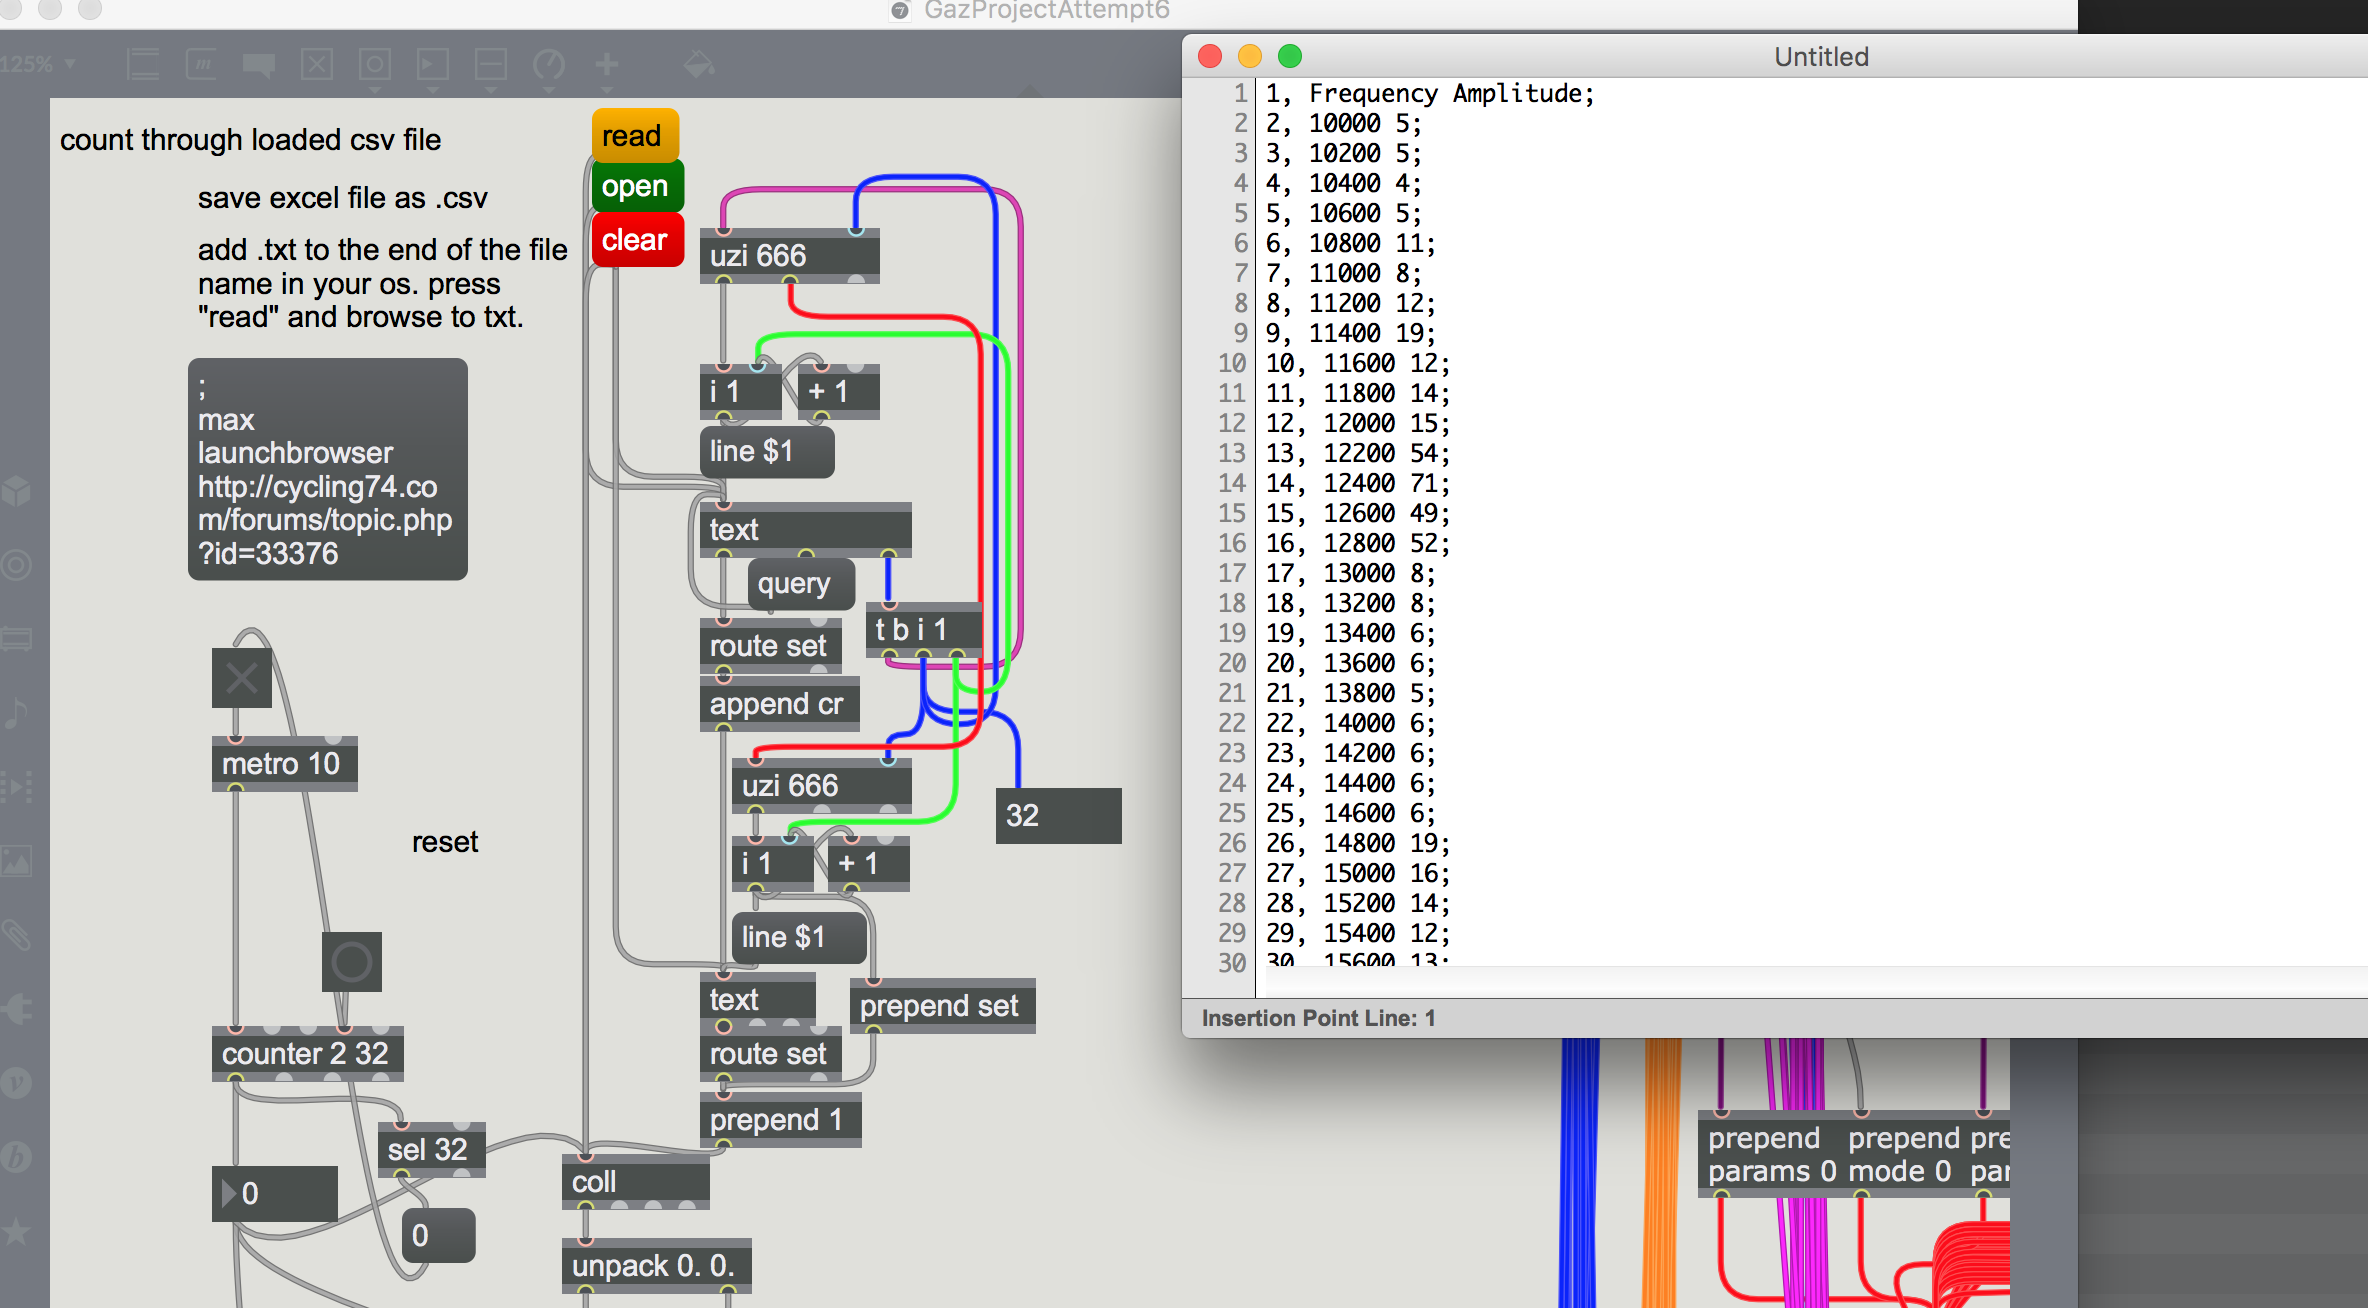 GazProjectAttempt6
125%
count through loaded csv file
save excel file as .csv
add .txt to the end of the file
name in your os. press
"read" and browse to txt.
;
max
launchbrowser
http://cycling74.co
m/forums/topic.php
?id=33376
read
open
clear
uzi 666
i 1
+ 1
line $1
text
query
route set
t b i 1
append cr
uzi 666
32
i 1
+ 1
line $1
text
prepend set
route set
prepend 1
metro 10
reset
counter 2 32
sel 32
0
0
coll
unpack 0. 0.
Untitled
1 1, Frequency Amplitude;
2 2, 10000 5;
3 3, 10200 5;
4 4, 10400 4;
5 5, 10600 5;
6 6, 10800 11;
7 7, 11000 8;
8 8, 11200 12;
9 9, 11400 19;
10 10, 11600 12;
11 11, 11800 14;
12 12, 12000 15;
13 13, 12200 54;
14 14, 12400 71;
15 15, 12600 49;
16 16, 12800 52;
17 17, 13000 8;
18 18, 13200 8;
19 19, 13400 6;
20 20, 13600 6;
21 21, 13800 5;
22 22, 14000 6;
23 23, 14200 6;
24 24, 14400 6;
25 25, 14600 6;
26 26, 14800 19;
27 27, 15000 16;
28 28, 15200 14;
29 29, 15400 12;
30 30, 15600 13;
Insertion Point Line: 1
prepend
params 0
prepend
mode 0
pre
par